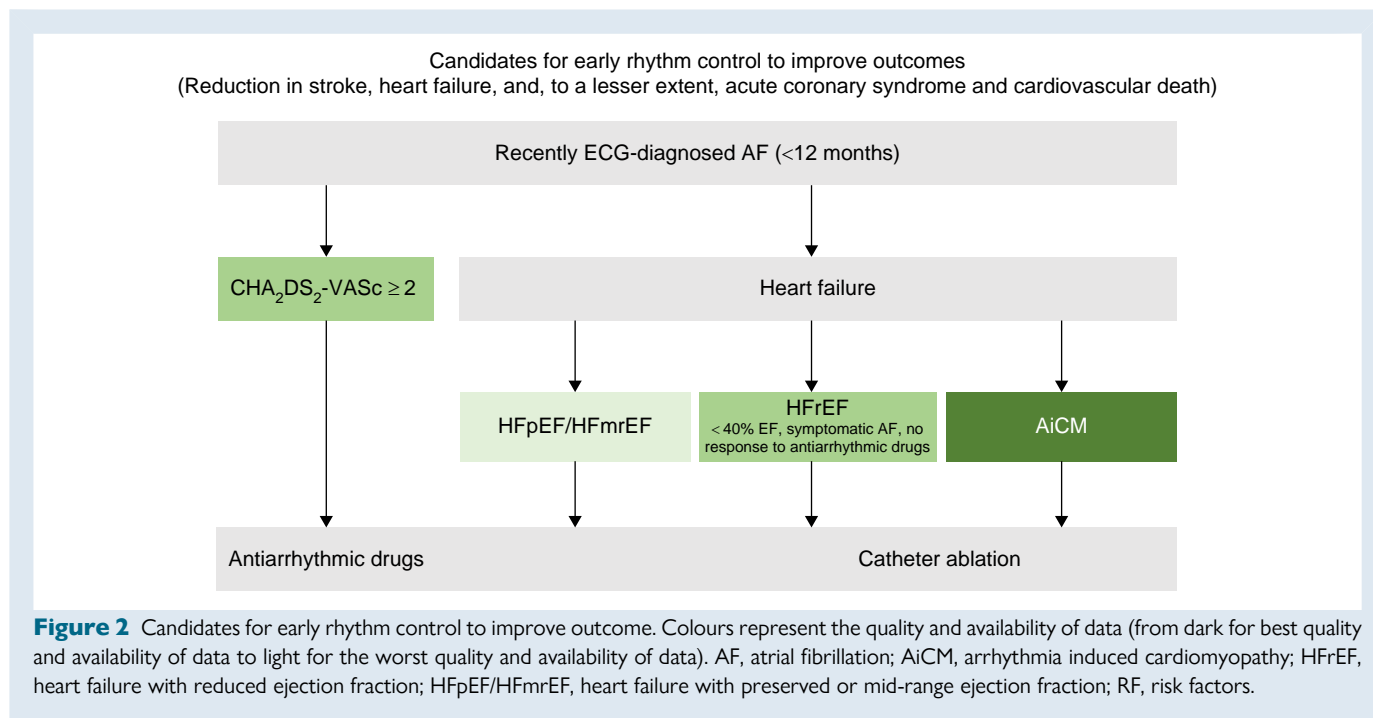 Candidates for early rhythm control to improve outcomes
(Reduction in stroke, heart failure, and, to a lesser extent, acute coronary syndrome and cardiovascular death)
Recently ECG-diagnosed AF (<12 months)
CHA₂DS₂-VASc ≥ 2
Heart failure
HFpEF/HFmrEF
HFrEF
< 40% EF, symptomatic AF, no
response to antiarrhythmic drugs
AiCM
Antiarrhythmic drugs
Catheter ablation
Figure 2 Candidates for early rhythm control to improve outcome. Colours represent the quality and availability of data (from dark for best quality
and availability of data to light for the worst quality and availability of data). AF, atrial fibrillation; AiCM, arrhythmia induced cardiomyopathy; HFrEF,
heart failure with reduced ejection fraction; HFpEF/HFmrEF, heart failure with preserved or mid-range ejection fraction; RF, risk factors.